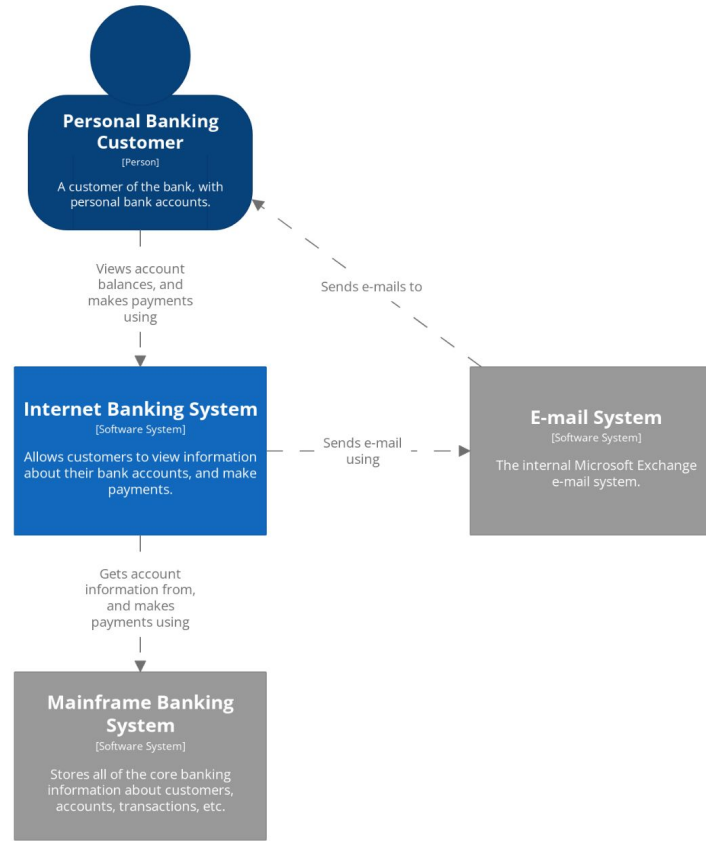 Personal Banking
Customer
[Person]
A customer of the bank, with
personal bank accounts.
Views account
balances, and
makes payments
using
Sends e-mails to
Internet Banking System
[Software System]
Allows customers to view information
about their bank accounts, and make
payments.
Sends e-mail
using
E-mail System
[Software System]
The internal Microsoft Exchange
e-mail system.
Gets account
information from,
and makes
payments using
Mainframe Banking
System
[Software System]
Stores all of the core banking
information about customers,
accounts, transactions, etc.